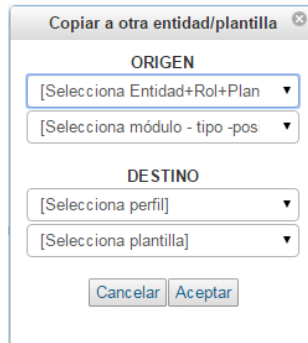 Copiar a otra entidad/plantilla
ORIGEN
[Selecciona Entidad+Rol+Plan
[Selecciona módulo - tipo -pos
DESTINO
[Selecciona perfil]
[Selecciona plantilla]
Cancelar Aceptar